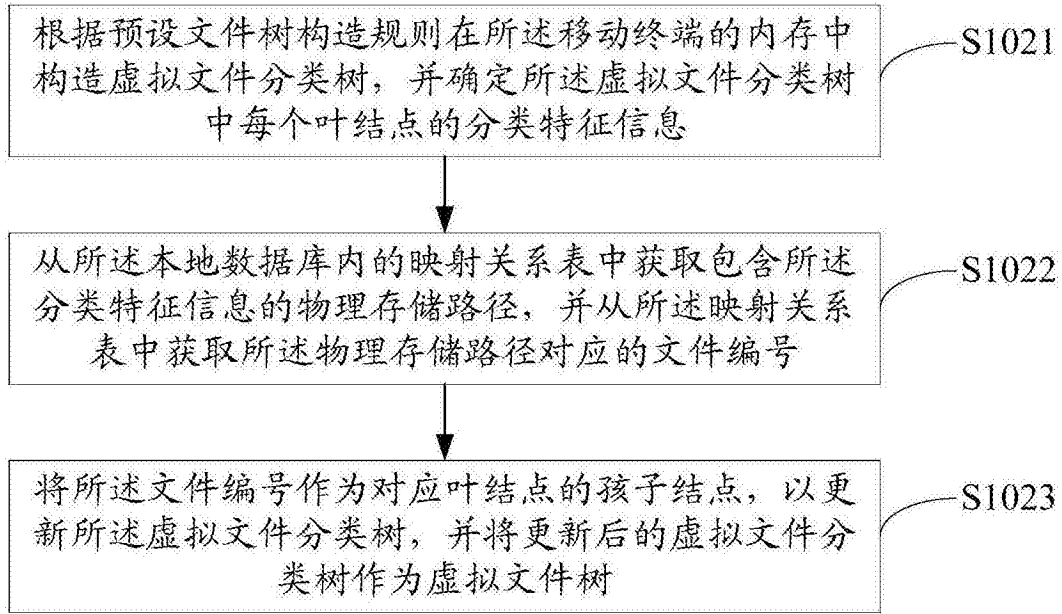 根据预设文件树构造规则在所述移动终端的内存中
构造虚拟文件分类树，并确定所述虚拟文件分类树
中每个叶结点的分类特征信息
S1021
从所述本地数据库内的映射关系表中获取包含所述
分类特征信息的物理存储路径，并从所述映射关系
表中获取所述物理存储路径对应的文件编号
S1022
将所述文件编号作为对应叶结点的孩子结点，以更
新所述虚拟文件分类树，并将更新后的虚拟文件分
类树作为虚拟文件树
S1023